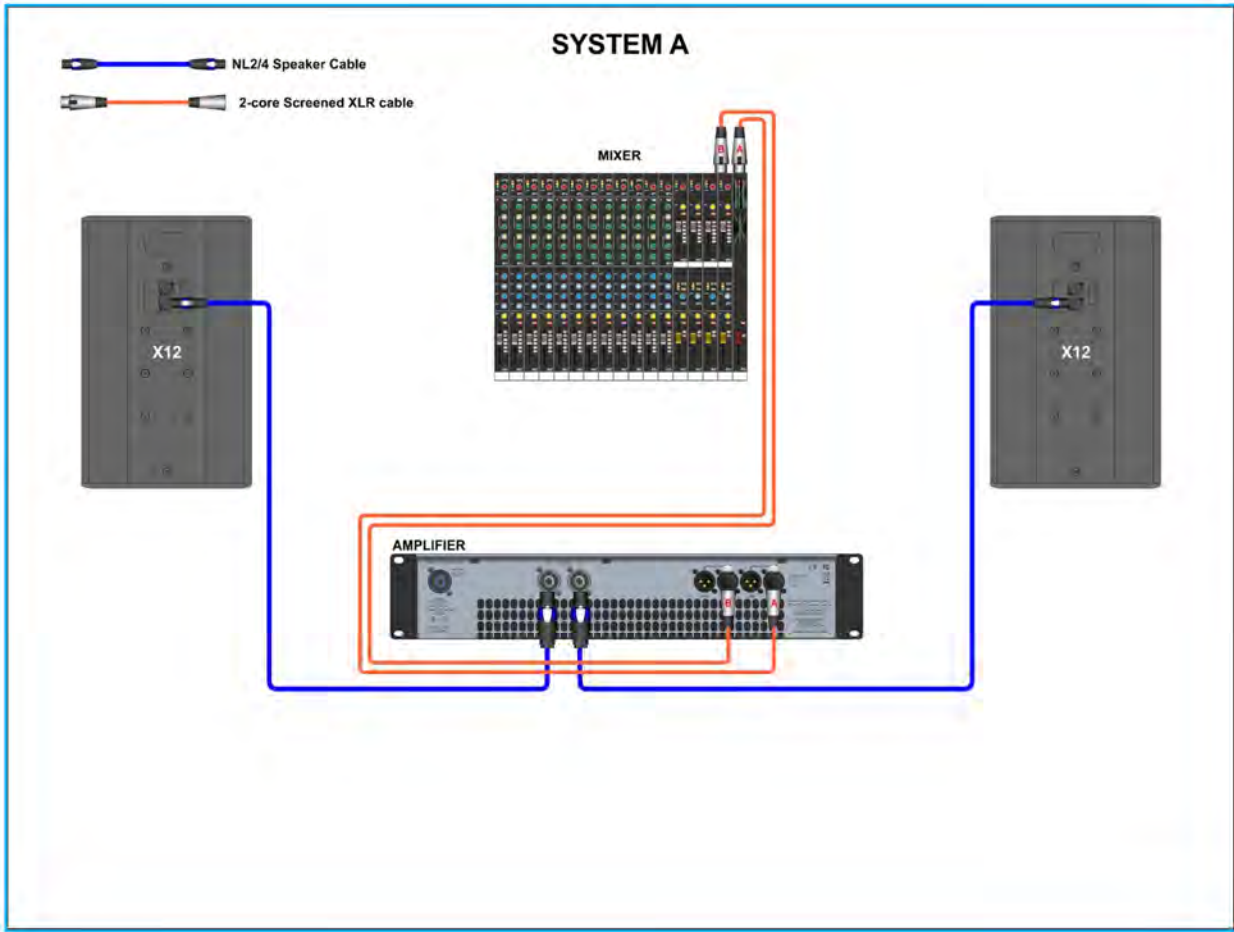 SYSTEM A
NL2/4 Speaker Cable
2-core Screened XLR cable
MIXER
B
A
X12
X12
AMPLIFIER
B
A